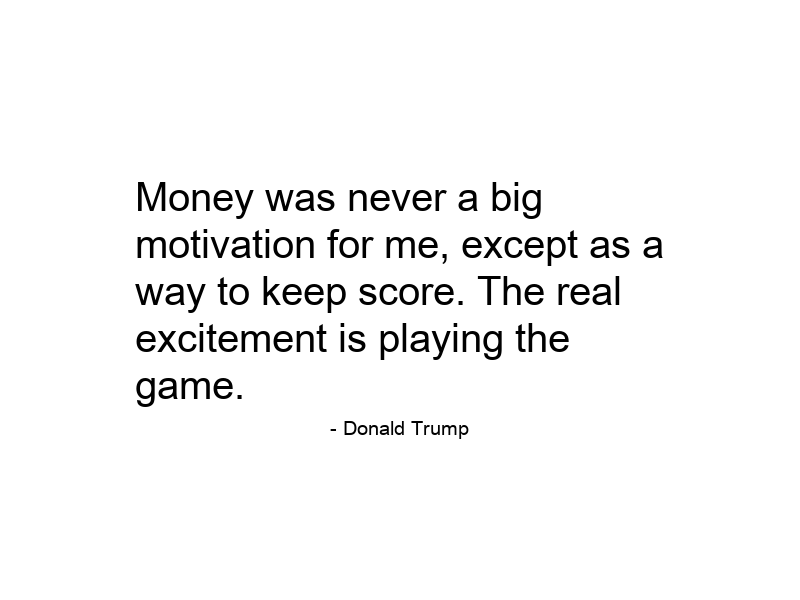 Money was never a big
motivation for me, except as a
way to keep score. The real
excitement is playing the
game.
- Donald Trump